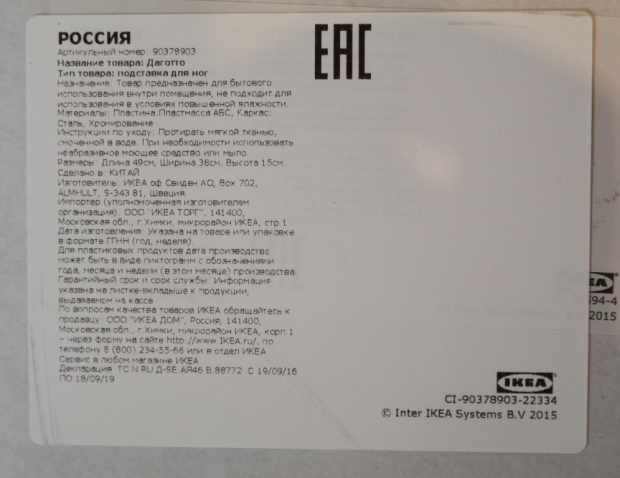 РОССИЯ
Артикульный номер: 90378903
Название товара: Даготто
Тип товара: подставка для ног
Назначение: Товар предназначен для бытового
использования внутри помещения, не подходит для
использования в условиях повышенной влажности.
Материалы: Пластина:Пластмасса АБС, Каркас:
Сталь, Хромирование
Инструкции по уходу: Протирать мягкой тканью,
смоченной в воде. При необходимости использовать
неабразивное моющее средство или мыло.
Размеры: Длина 49см, Ширина 38см, Высота 15см
Сделано в: КИТАЙ
Изготовитель: ИКЕА оф Свиден АО, Box 702,
ALMHULT, S-343 81, Швеция.
Импортер (уполномоченная изготовителем
организация): ООО "ИКЕА ТОРГ", 141400,
Московская обл., г.Химки, микрорайон ИКЕА, стр.1
Дата изготовления: Указана на товаре или упаковке
в формате ГГНН (год, неделя).
Для пластиковых продуктов дата производства
может быть в виде пиктограмм с обозначениями
года, месяца и недели (в этом месяце) производства.
Гарантийный срок и срок службы: Информация
указана на листке-вкладыше к продукции,
выдаваемом на кассе
По вопросам качества товаров ИКЕА обращайтесь к
продавцу: ООО "ИКЕА ДОМ", Россия, 141400,
Московская обл., г.Химки, микрорайон ИКЕА, корп.1
– через форму на сайте http://www.IKEA.ru/, по
телефону 8 (800) 234-55-66 или в отдел ИКЕА
Сервис в любом магазине ИКЕА
Декларация ТС N RU Д-SE.АЯ46.В.88772 С 19/09/16
ПО 18/09/19
EAC
IKEA
CI-90378903-22334
© Inter IKEA Systems B.V 2015
594-4
2015